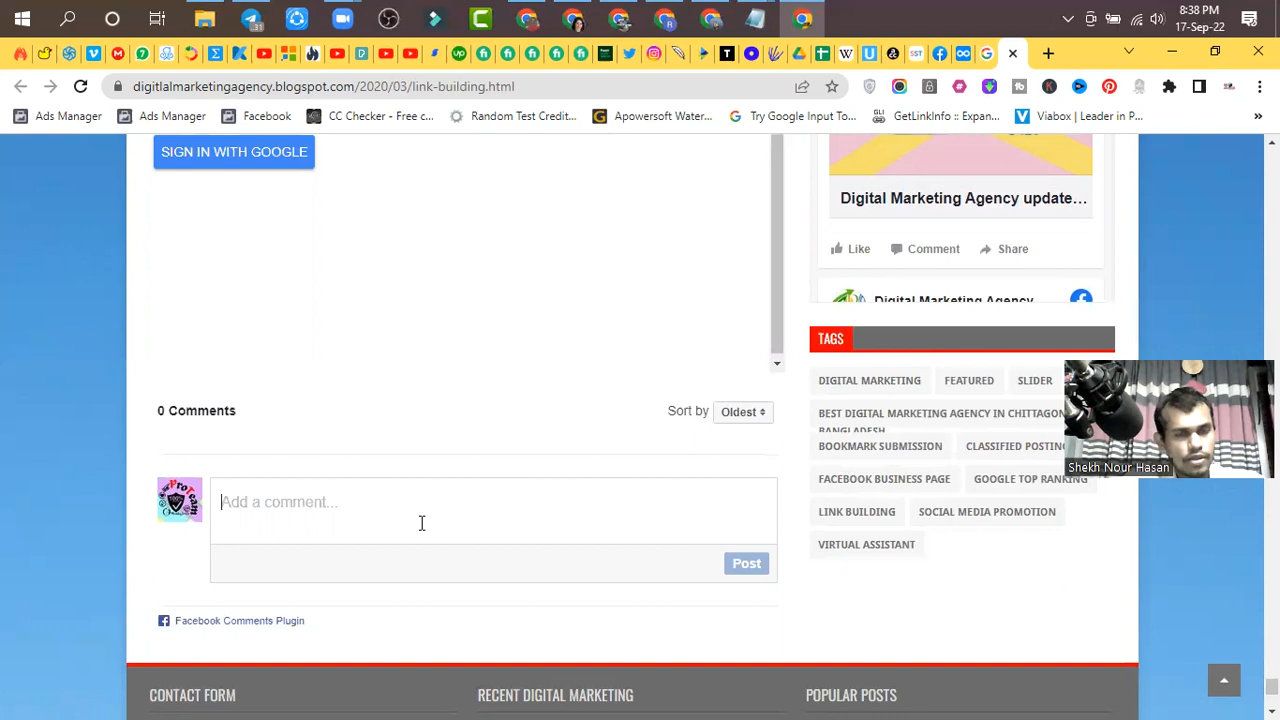 8:38 PM
17-Sep-22
digitlalmarketingagency.blogspot.com/2020/03/link-building.html
Ads Manager
Ads Manager
Facebook
CC Checker - Free c...
Random Test Credit...
Apowersoft Water...
Try Google Input To...
GetLinkInfo :: Expan...
Viabox | Leader in P...
SIGN IN WITH GOOGLE
Digital Marketing Agency update...
Like
Comment
Share
Digital Marketing Agency
TAGS
DIGITAL MARKETING
FEATURED
SLIDER
BEST DIGITAL MARKETING AGENCY IN CHITTAGON
BANGLADESH
BOOKMARK SUBMISSION
CLASSIFIED POSTING
FACEBOOK BUSINESS PAGE
GOOGLE TOP RANKING
LINK BUILDING
SOCIAL MEDIA PROMOTION
VIRTUAL ASSISTANT
Shekh Nour Hasan
0 Comments
Sort by
Oldest
Add a comment...
Post
Facebook Comments Plugin
CONTACT FORM
RECENT DIGITAL MARKETING
POPULAR POSTS